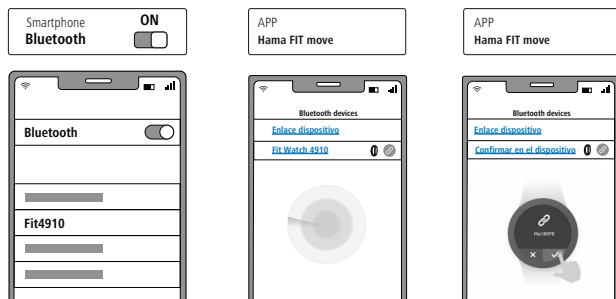 Smartphone
ON
Bluetooth
Bluetooth
Fit4910
APP
Hama FIT move
Bluetooth devices
Enlace dispositivo
Fit Watch 4910
APP
Hama FIT move
Bluetooth devices
Enlace dispositivo
Confirmar en el dispositivo